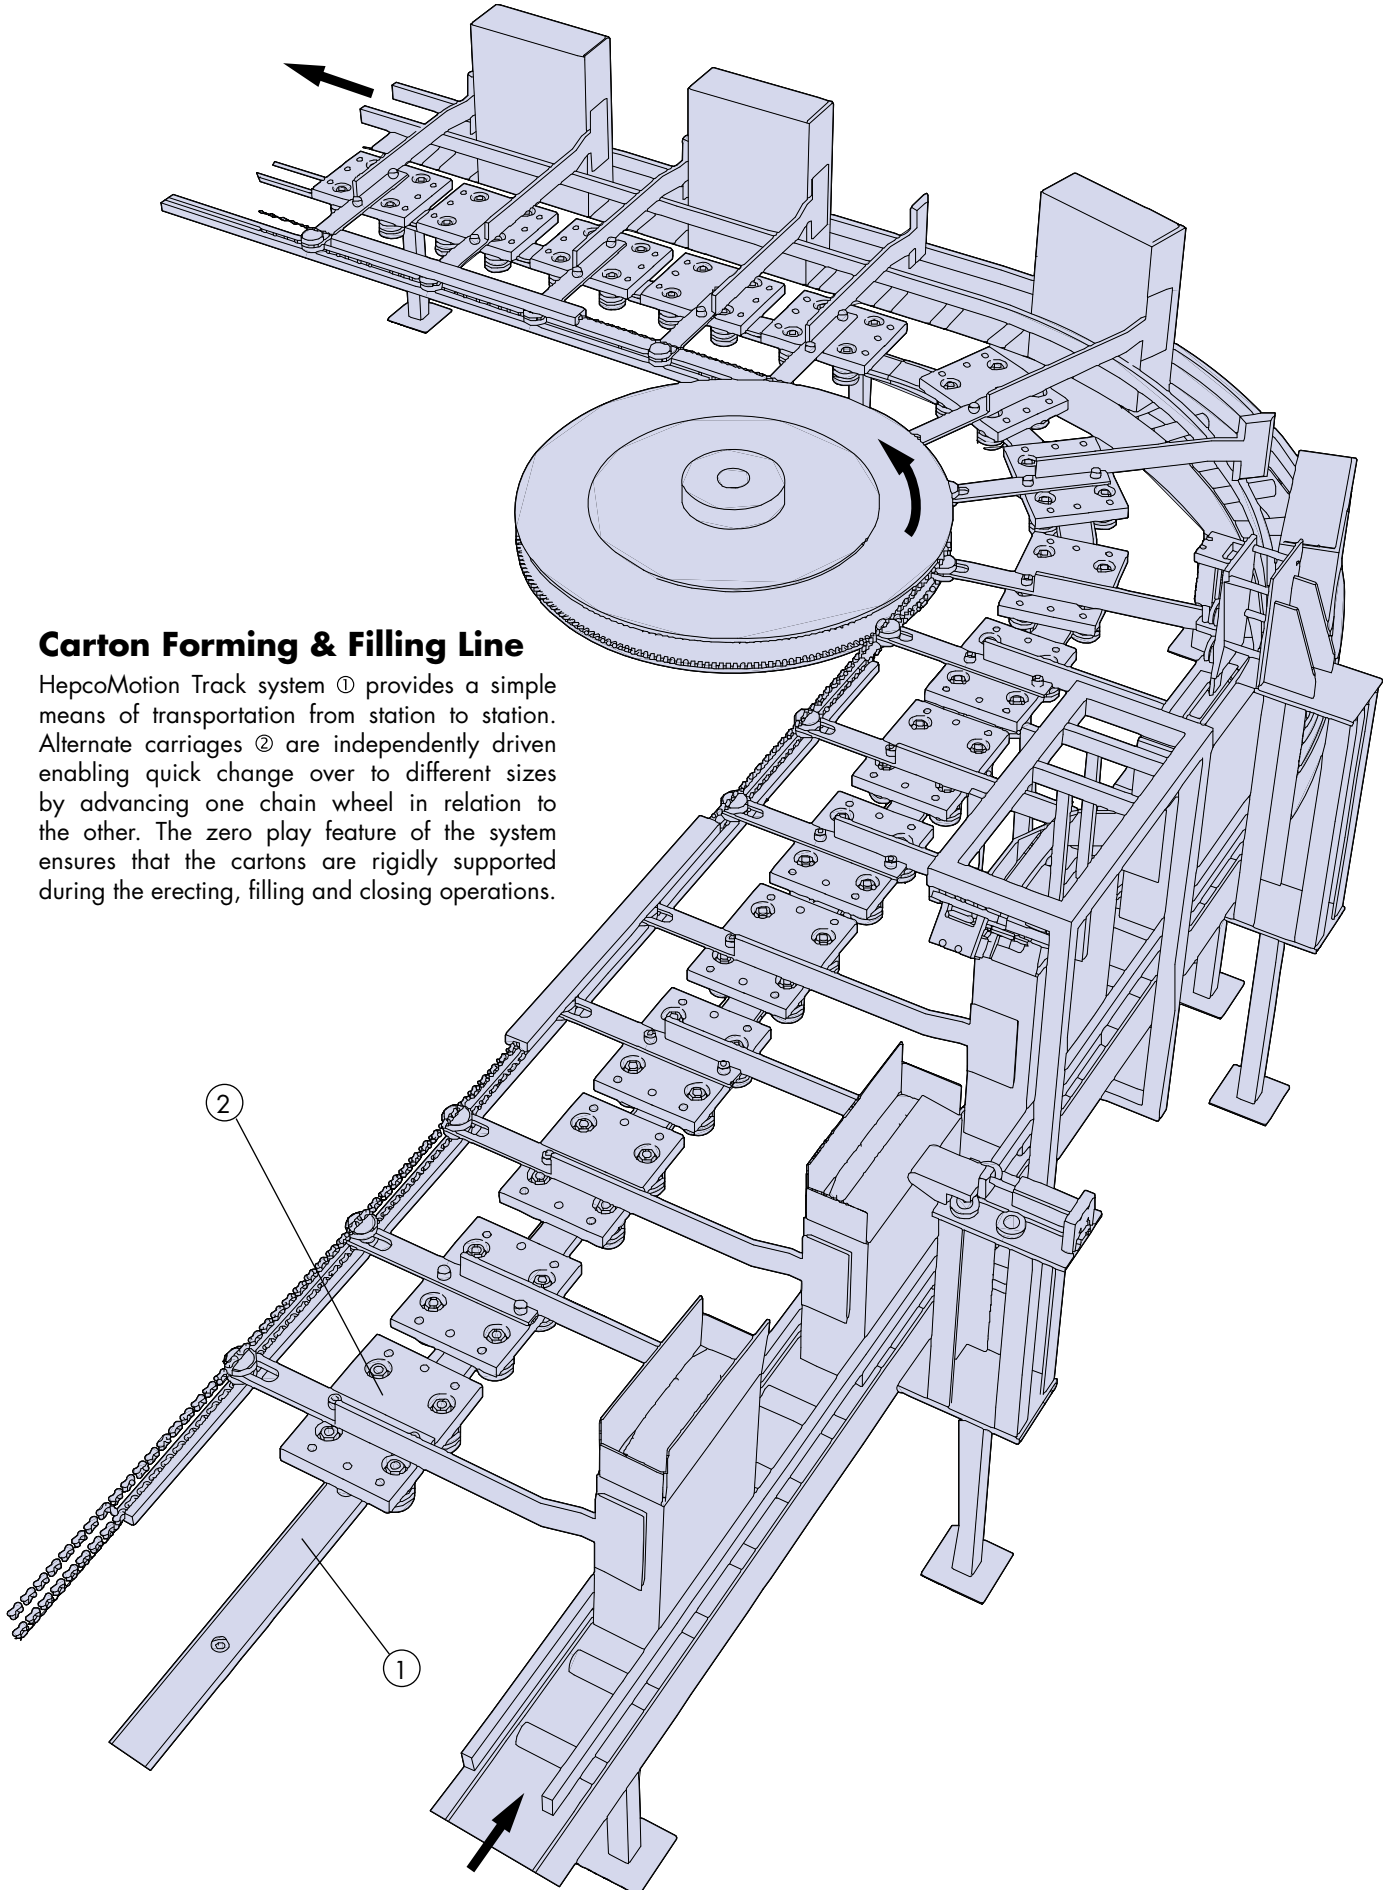 Carton Forming & Filling Line
HepcoMotion Track system ① provides a simple
means of transportation from station to station.
Alternate carriages ② are independently driven
enabling quick change over to different sizes
by advancing one chain wheel in relation to
the other. The zero play feature of the system
ensures that the cartons are rigidly supported
during the erecting, filling and closing operations.
2
1